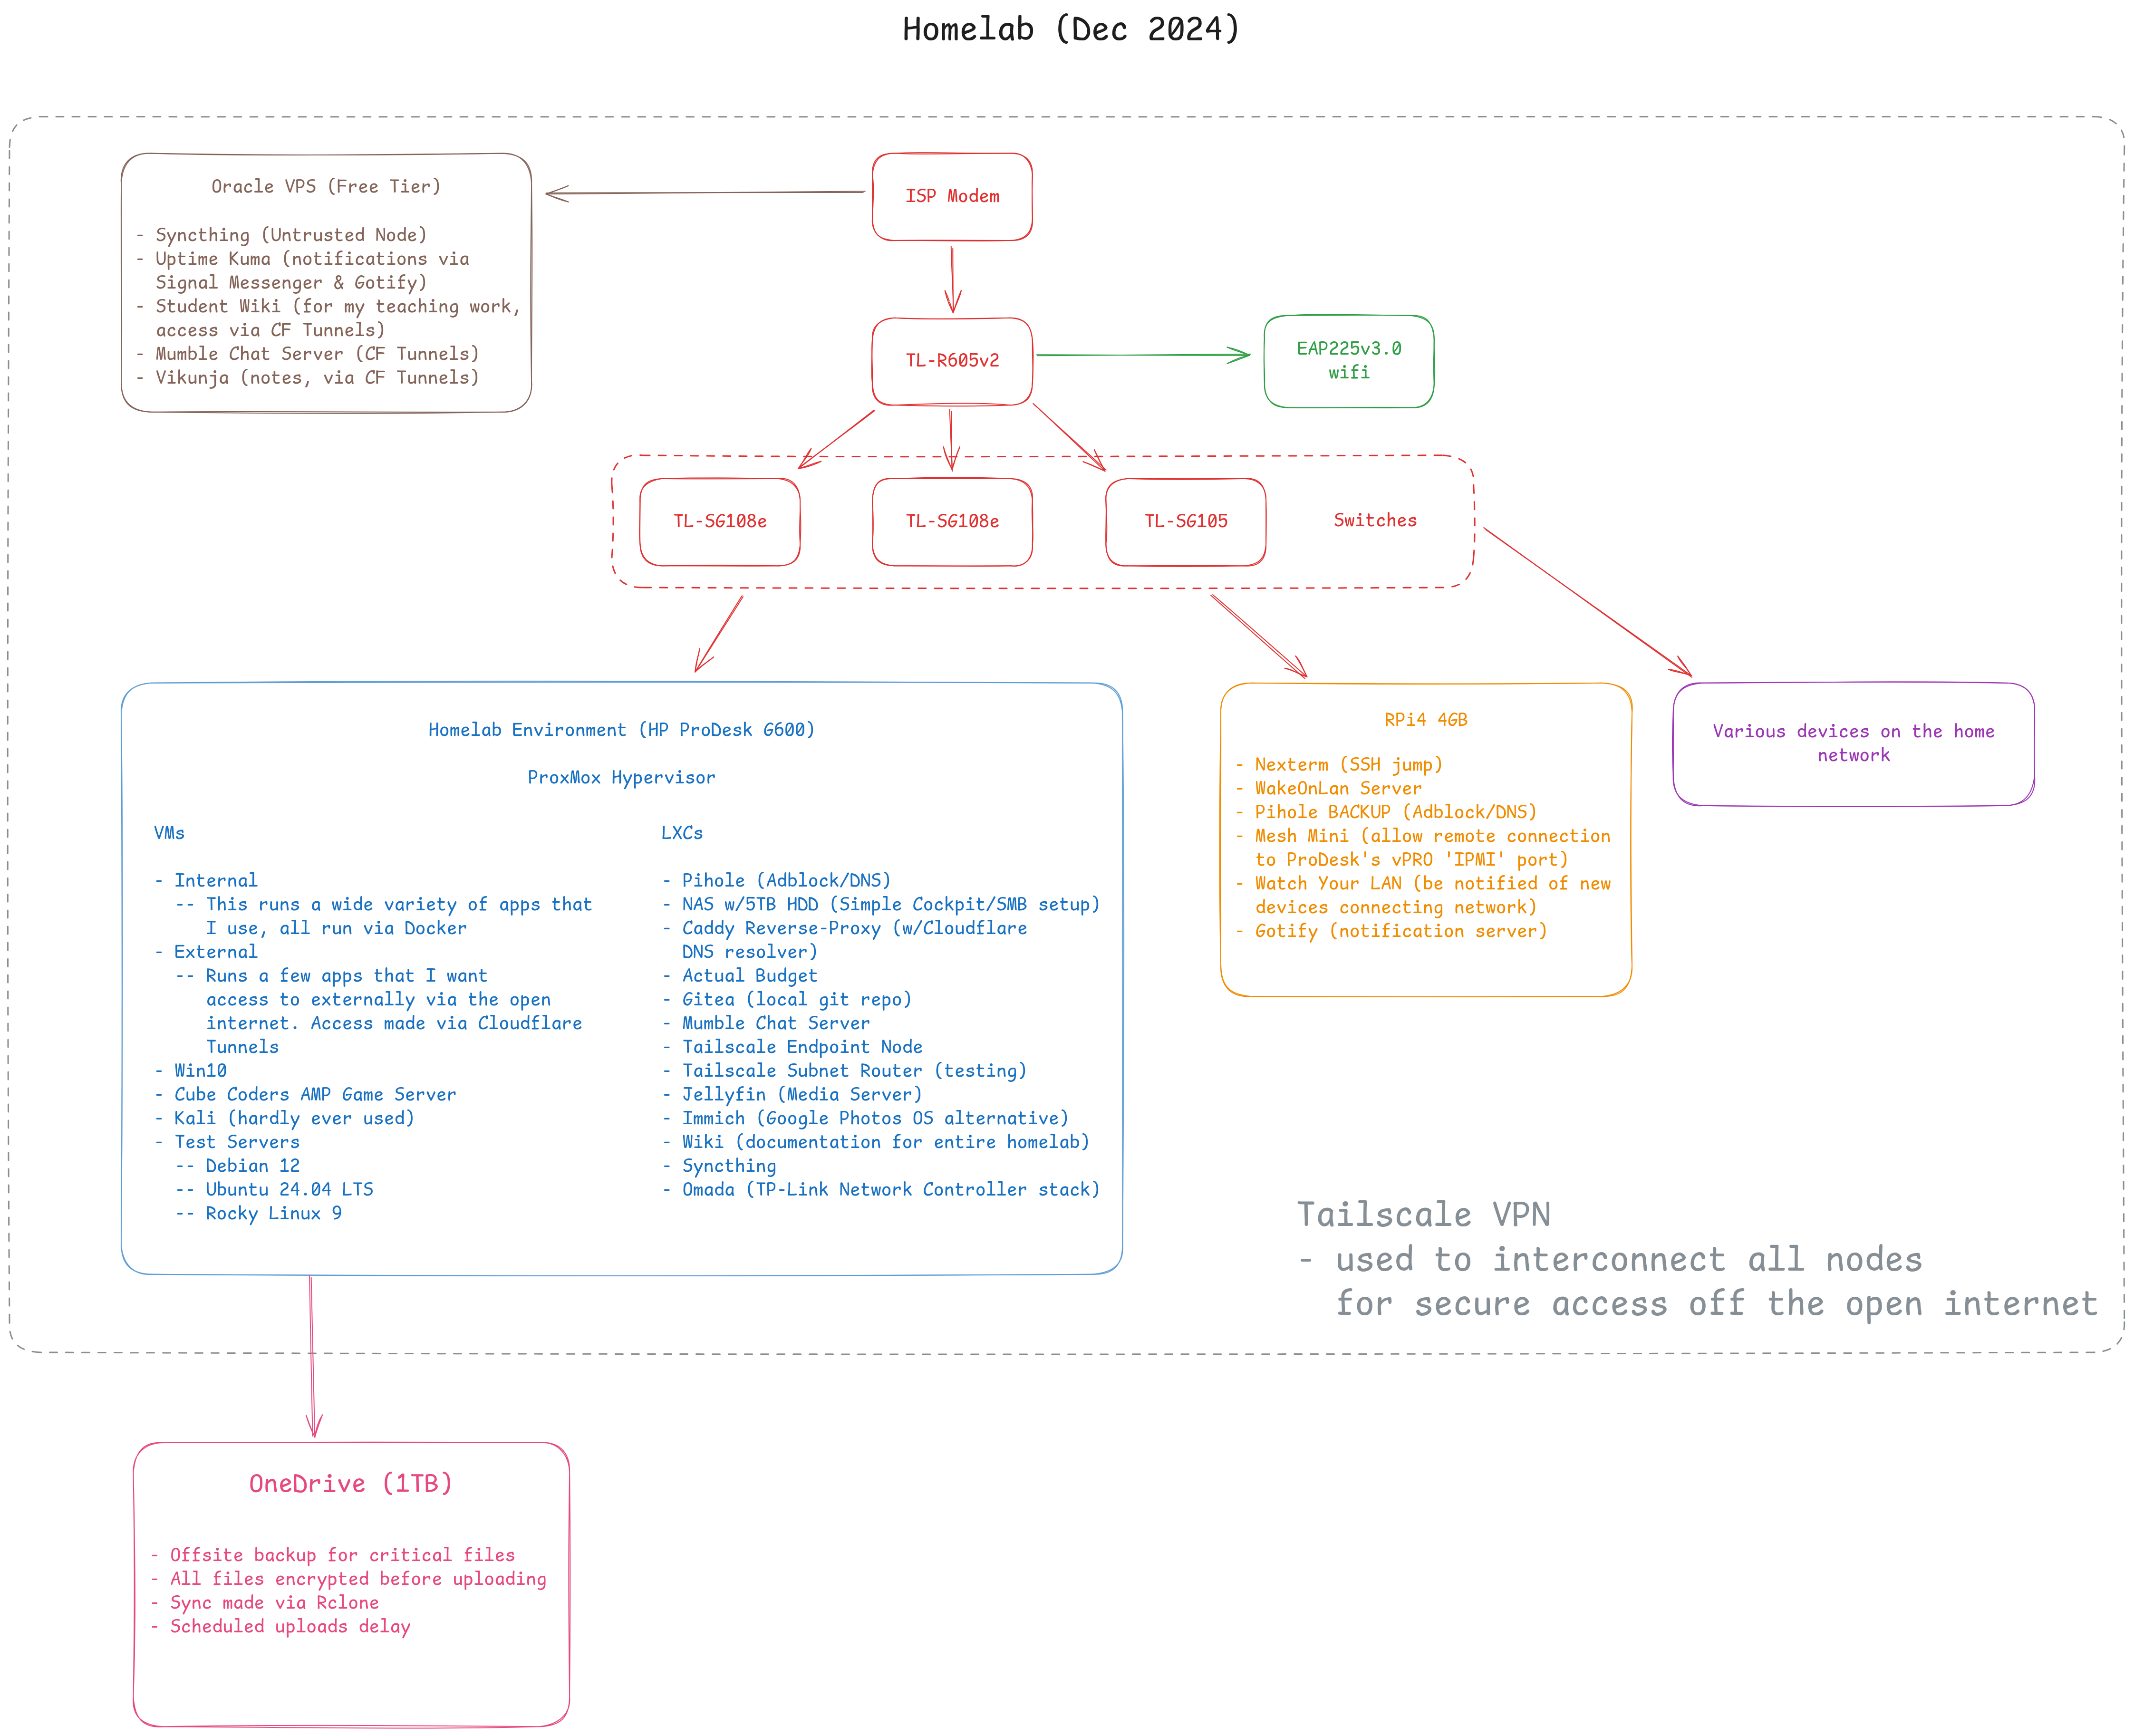 Homelab (Dec 2024)
Oracle VPS (Free Tier)
- Syncthing (Untrusted Node)
- Uptime Kuma (notifications via
Signal Messenger & Gotify)
- Student Wiki (for my teaching work,
access via CF Tunnels)
- Mumble Chat Server (CF Tunnels)
- Vikunja (notes, via CF Tunnels)
ISP Modem
TL-R605v2
EAP225v3.0
wifi
TL-SG108e
TL-SG108e
TL-SG105
Switches
Homelab Environment (HP ProDesk G600)
ProxMox Hypervisor
VMs
- Internal
-- This runs a wide variety of apps that
I use, all run via Docker
- External
-- Runs a few apps that I want
access to externally via the open
internet. Access made via Cloudflare
Tunnels
- Win10
- Cube Coders AMP Game Server
- Kali (hardly ever used)
- Test Servers
-- Debian 12
-- Ubuntu 24.04 LTS
-- Rocky Linux 9
LXCs
- Pihole (Adblock/DNS)
- NAS w/5TB HDD (Simple Cockpit/SMB setup)
- Caddy Reverse-Proxy (w/Cloudflare
DNS resolver)
- Actual Budget
- Gitea (local git repo)
- Mumble Chat Server
- Tailscale Endpoint Node
- Tailscale Subnet Router (testing)
- Jellyfin (Media Server)
- Immich (Google Photos OS alternative)
- Wiki (documentation for entire homelab)
- Syncthing
- Omada (TP-Link Network Controller stack)
RPi4 4GB
- Nexterm (SSH jump)
- WakeOnLan Server
- Pihole BACKUP (Adblock/DNS)
- Mesh Mini (allow remote connection
to ProDesk's vPRO 'IPMI' port)
- Watch Your LAN (be notified of new
devices connecting network)
- Gotify (notification server)
Various devices on the home
network
Tailscale VPN
- used to interconnect all nodes
for secure access off the open internet
OneDrive (1TB)
- Offsite backup for critical files
- All files encrypted before uploading
- Sync made via Rclone
- Scheduled uploads delay